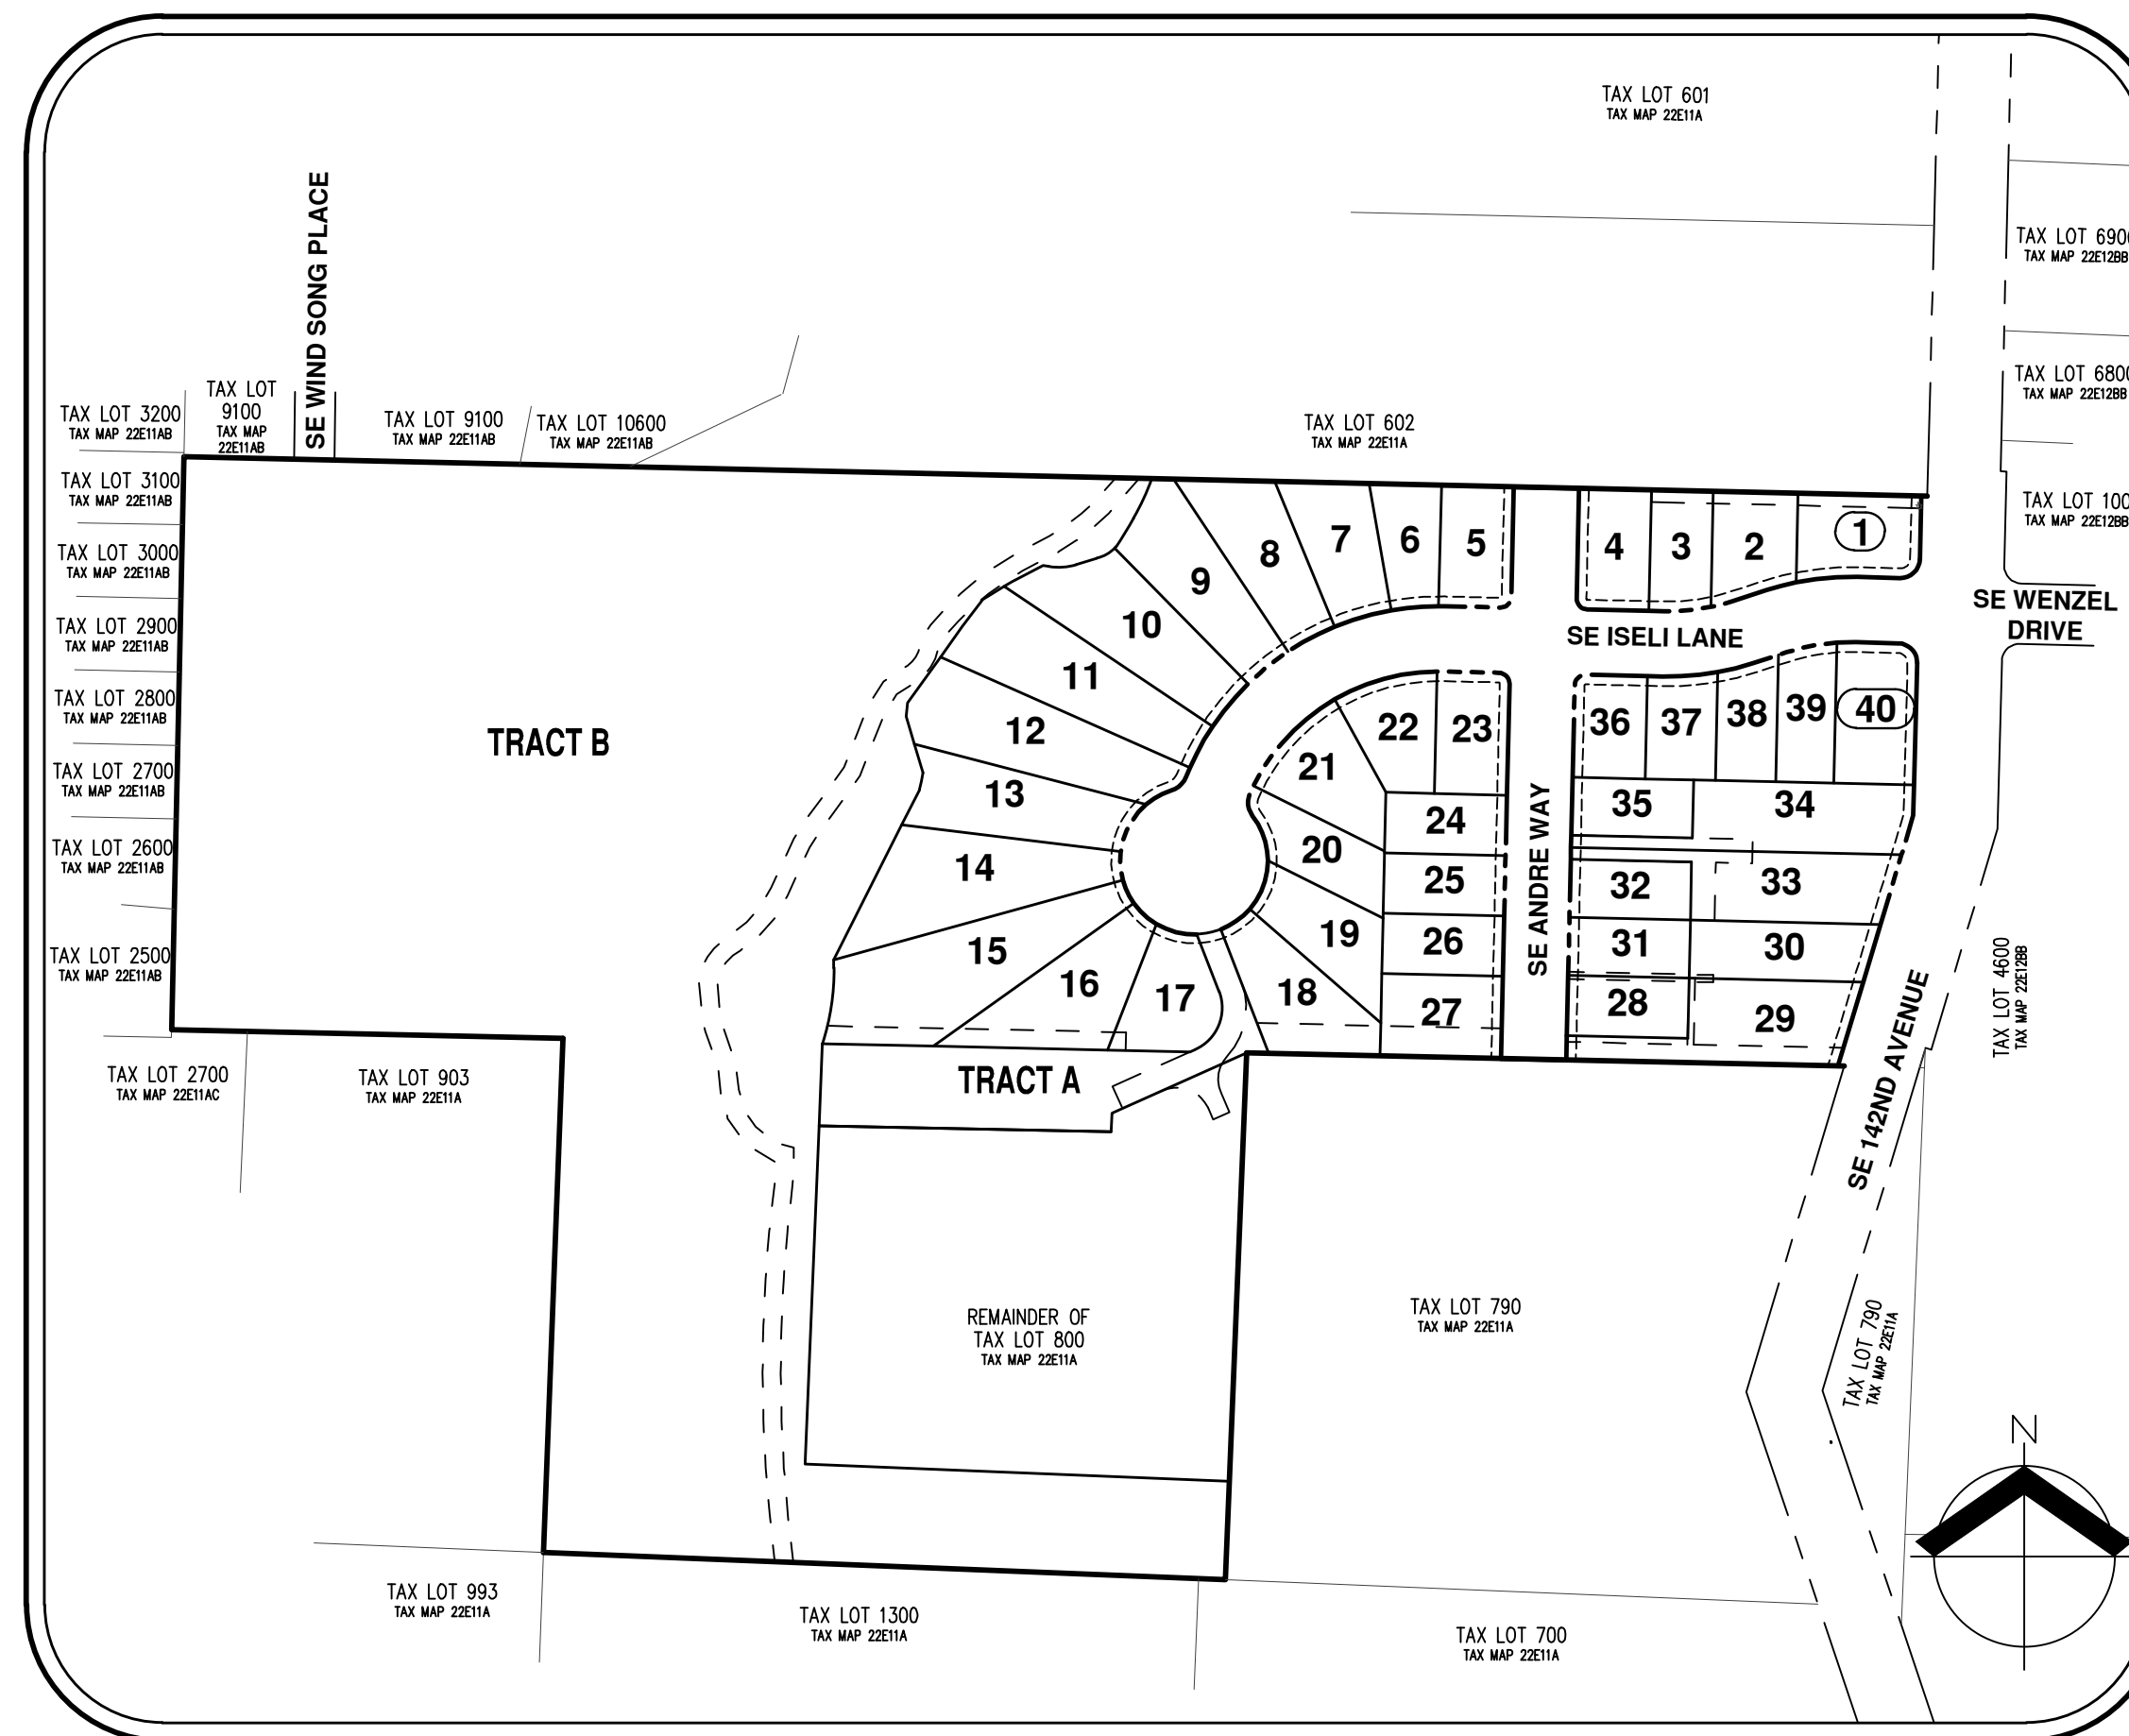 TAX LOT 601
TAX MAP 22E11A
SE WIND SONG PLACE
TAX LOT 690
TAX MAP 22E12BB
TAX LOT 6800
TAX MAP 22E12BB
TAX LOT 3200
TAX MAP 22E11AB
TAX LOT
9100
TAX MAP
22E11AB
TAX LOT 9100
TAX MAP 22E11AB
TAX LOT 10600
TAX MAP 22E11AB
TAX LOT 602
TAX MAP 22E11A
TAX LOT 3100
TAX MAP 22E11AB
TAX LOT 100
TAX MAP 22E12BB
TAX LOT 3000
TAX MAP 22E11AB
TAX LOT 2900
TAX MAP 22E11AB
TAX LOT 2800
TAX MAP 22E11AB
TAX LOT 2700
TAX MAP 22E11AB
TAX LOT 2600
TAX MAP 22E11AB
TAX LOT 2500
TAX MAP 22E11AB
TRACT B
9
8
7
6
5
4
3
2
1
10
11
12
13
14
15
16
17
18
19
20
21
22
23
24
25
26
27
SE ISELI LANE
SE WENZEL
DRIVE
36
37
38
39
40
35
34
32
33
31
30
28
29
SE ANDRE WAY
SE 142ND AVENUE
TAX LOT 4600
TAX MAP 22E12BB
TRACT A
TAX LOT 2700
TAX MAP 22E11AC
TAX LOT 903
TAX MAP 22E11A
REMAINDER OF
TAX LOT 800
TAX MAP 22E11A
TAX LOT 790
TAX MAP 22E11A
TAX LOT 790
TAX MAP 22E11A
N
TAX LOT 993
TAX MAP 22E11A
TAX LOT 1300
TAX MAP 22E11A
TAX LOT 700
TAX MAP 22E11A